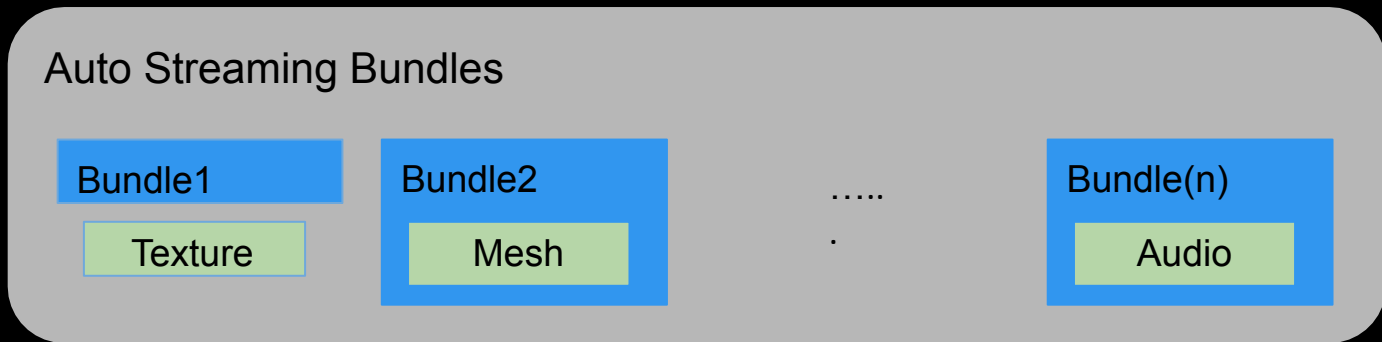 Auto Streaming Bundles
Bundle1
Texture
Bundle2
Mesh
…..
.
Bundle(n)
Audio